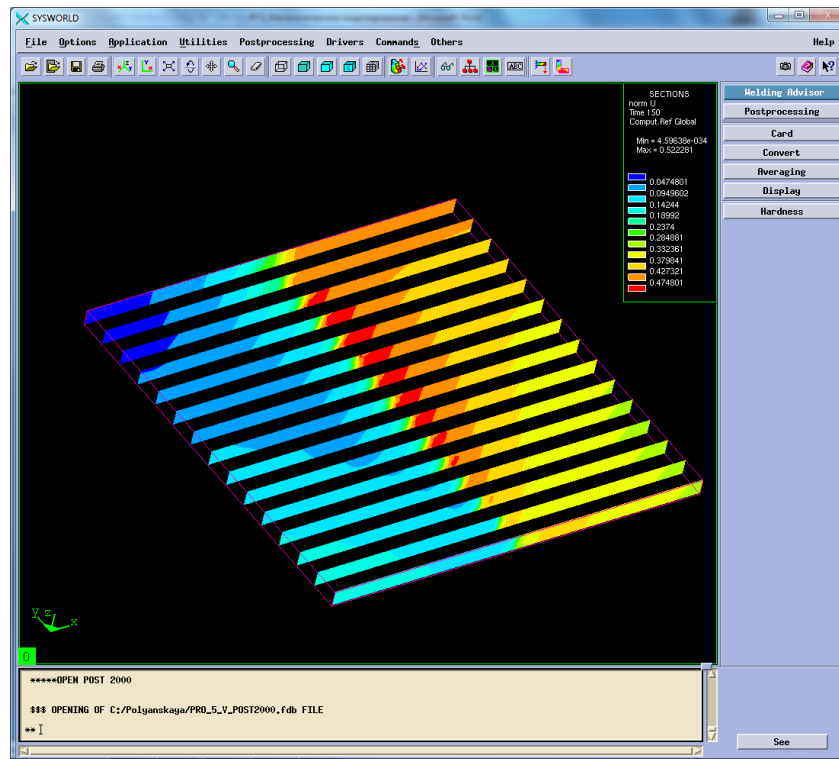 SYSWORLD
File Options Application Utilities Postprocessing Drivers Commands Others Help
ABC
SECTIONS
norm U
Time 150
Comput.Ref Global
Min = 4.59638e-034
Max = 0.522281
0.0474801
0.0949602
0.14244
0.18992
0.2374
0.284881
0.332361
0.379841
0.427321
0.474801
Welding Advisor
Postprocessing
Card
Convert
Averaging
Display
Hardness
y z x
0
*****OPEN POST 2000
$$$ OPENING OF C:/Polyanskaya/PRO_5_V_POST2000.fdb FILE
**
See